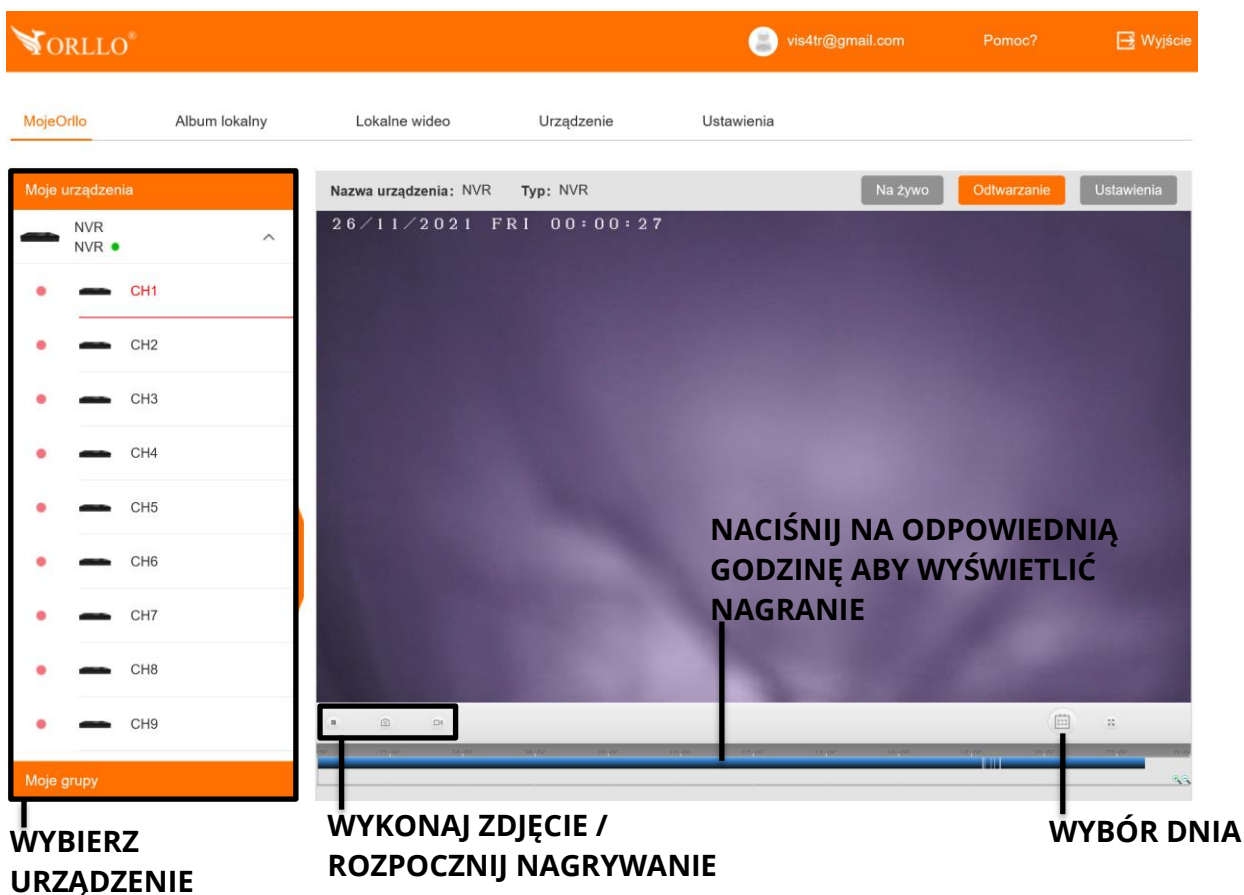 ORLLO®
vis4tr@gmail.com
Pomoc?
Wyjście
MojeOrllo
Album lokalny
Lokalne wideo
Urządzenie
Ustawienia
Moje urządzenia
NVR
NVR
CH1
CH2
CH3
CH4
CH5
CH6
CH7
CH8
CH9
Moje grupy
Nazwa urządzenia: NVR Typ: NVR
Na żywo
Odtwarzanie
Ustawienia
26/11/2021 FRI 00:00:27
NACIŚNIJ NA ODPOWIEDNIĄ
GODZINĘ ABY WYŚWIETLIĆ
NAGRANIE
WYBIERZ
URZĄDZENIE
WYKONAJ ZDJĘCIE /
ROZPOCZNIJ NAGRYWANIE
WYBÓR DNIA